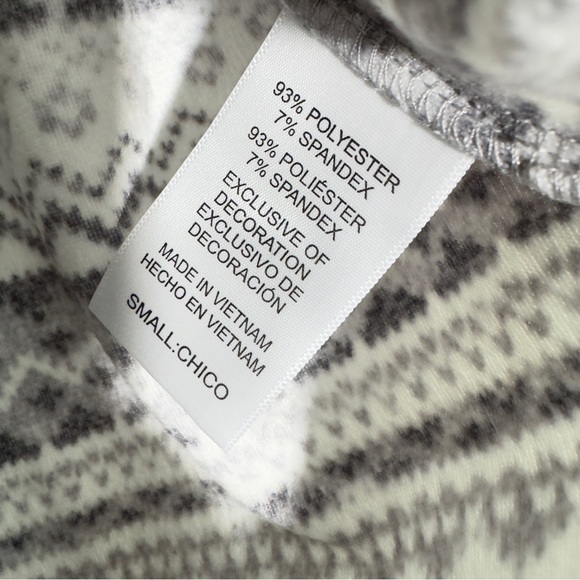 93% POLYESTER
7% SPANDEX
93% POLIÉSTER
7% SPANDEX
EXCLUSIVE OF
DECORATION
EXCLUSIVO DE
DECORACIÓN
MADE IN VIETNAM
HECHO EN VIETNAM
SMALL:CHICO